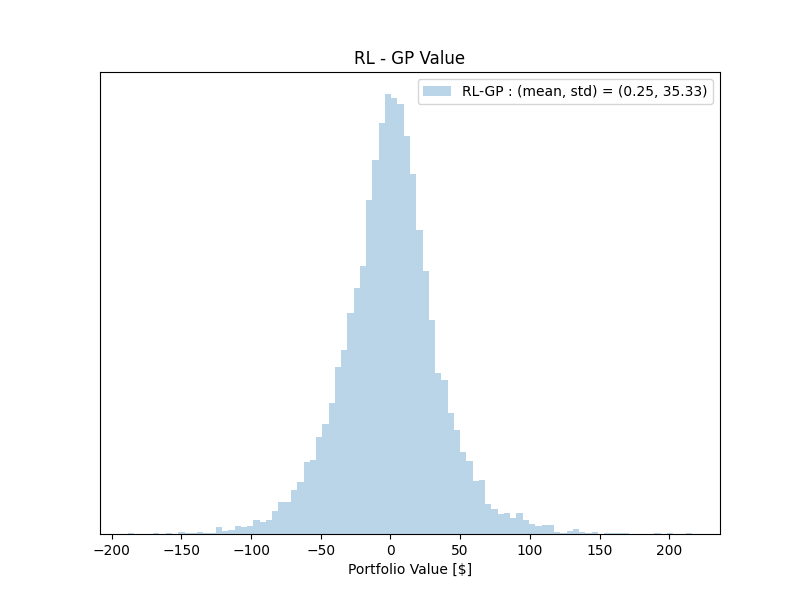 RL - GP Value
RL-GP : (mean, std) = (0.25, 35.33)
−200 −150 −100 −50 0 50 100 150 200
Portfolio Value [$]